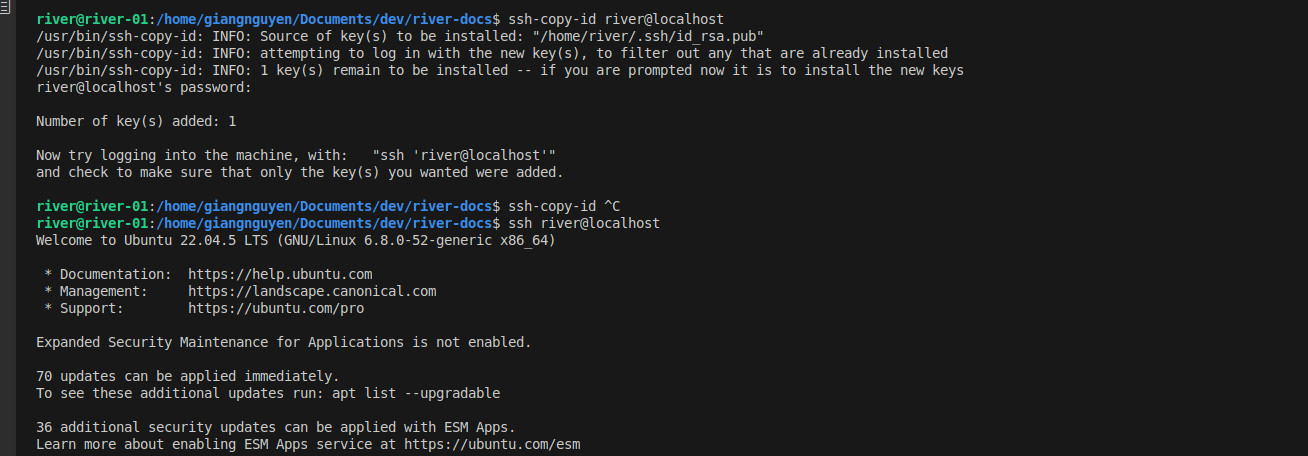 river@river-01:/home/giangnguyen/Documents/dev/river-docs$ ssh-copy-id river@localhost
/usr/bin/ssh-copy-id: INFO: Source of key(s) to be installed: "/home/river/.ssh/id_rsa.pub"
/usr/bin/ssh-copy-id: INFO: attempting to log in with the new key(s), to filter out any that are already installed
/usr/bin/ssh-copy-id: INFO: 1 key(s) remain to be installed -- if you are prompted now it is to install the new keys
river@localhost's password:
Number of key(s) added: 1
Now try logging into the machine, with:   "ssh 'river@localhost'"
and check to make sure that only the key(s) you wanted were added.
river@river-01:/home/giangnguyen/Documents/dev/river-docs$ ssh-copy-id ^C
river@river-01:/home/giangnguyen/Documents/dev/river-docs$ ssh river@localhost
Welcome to Ubuntu 22.04.5 LTS (GNU/Linux 6.8.0-52-generic x86_64)
 * Documentation:  https://help.ubuntu.com
 * Management:     https://landscape.canonical.com
 * Support:        https://ubuntu.com/pro
Expanded Security Maintenance for Applications is not enabled.
70 updates can be applied immediately.
To see these additional updates run: apt list --upgradable
36 additional security updates can be applied with ESM Apps.
Learn more about enabling ESM Apps service at https://ubuntu.com/esm